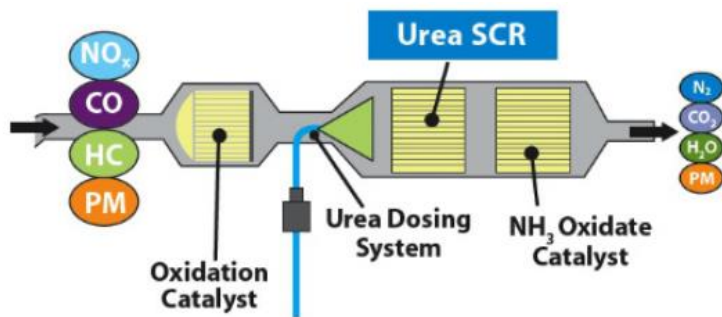 NOx
CO
HC
PM
Urea SCR
N2
CO2
H2O
PM
Oxidation
Catalyst
Urea Dosing
System
NH3 Oxidate
Catalyst